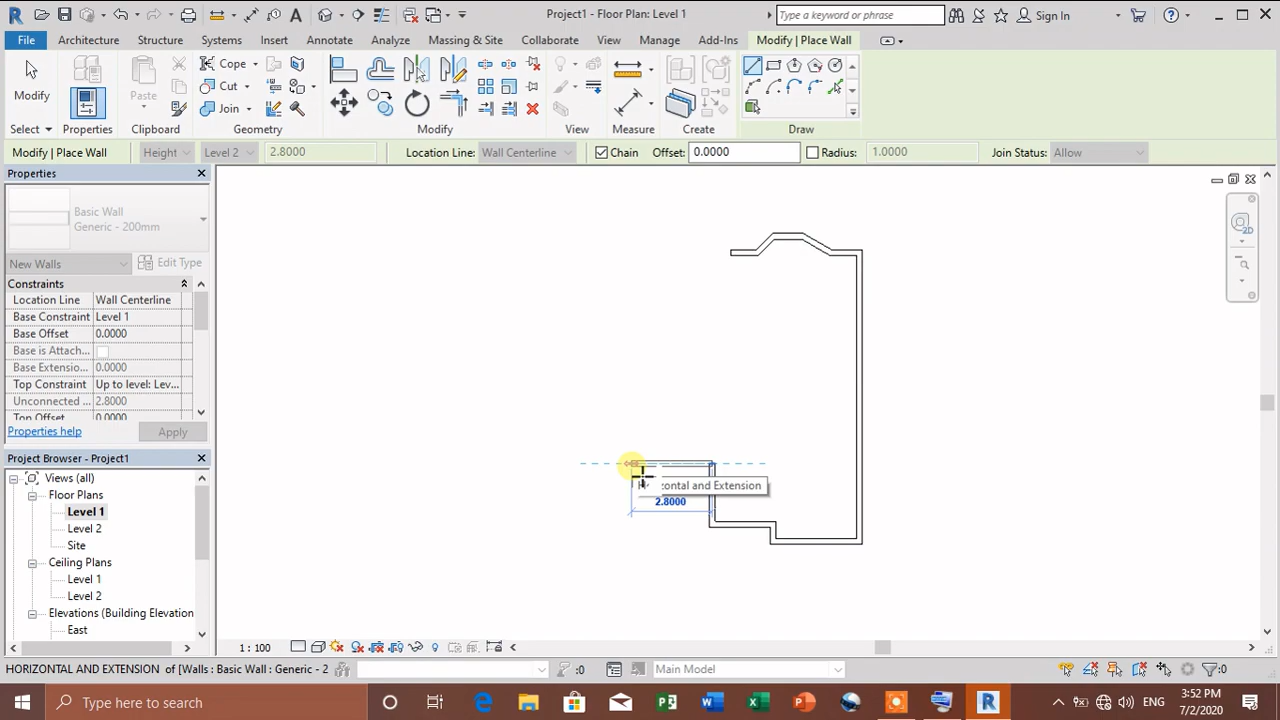 Project1 - Floor Plan: Level 1
Type a keyword or phrase
Sign In
File
Architecture
Structure
Systems
Insert
Annotate
Analyze
Massing & Site
Collaborate
View
Manage
Add-Ins
Modify | Place Wall
Modify
Paste
Cope
Cut
Join
Select
Properties
Clipboard
Geometry
Modify
View
Measure
Create
Draw
Modify | Place Wall
Height
Level 2
2.8000
Location Line:
Wall Centerline
Chain
Offset:
0.0000
Radius:
1.0000
Join Status:
Allow
Properties
Basic Wall
Generic - 200mm
New Walls
Edit Type
Constraints
Location Line Wall Centerline
Base Constraint Level 1
Base Offset 0.0000
Base is Attach...
Base Extensio... 0.0000
Top Constraint Up to level: Lev...
Unconnected ... 2.8000
Top Offset 0.0000
Properties help
Apply
Project Browser - Project1
Views (all)
Floor Plans
Level 1
Level 2
Site
Ceiling Plans
Level 1
Level 2
Elevations (Building Elevation
East
zontal and Extension
2.8000
2D
1 : 100
HORIZONTAL AND EXTENSION of [Walls : Basic Wall : Generic - 2
:0
Main Model
:0
Type here to search
ENG
3:52 PM
7/2/2020